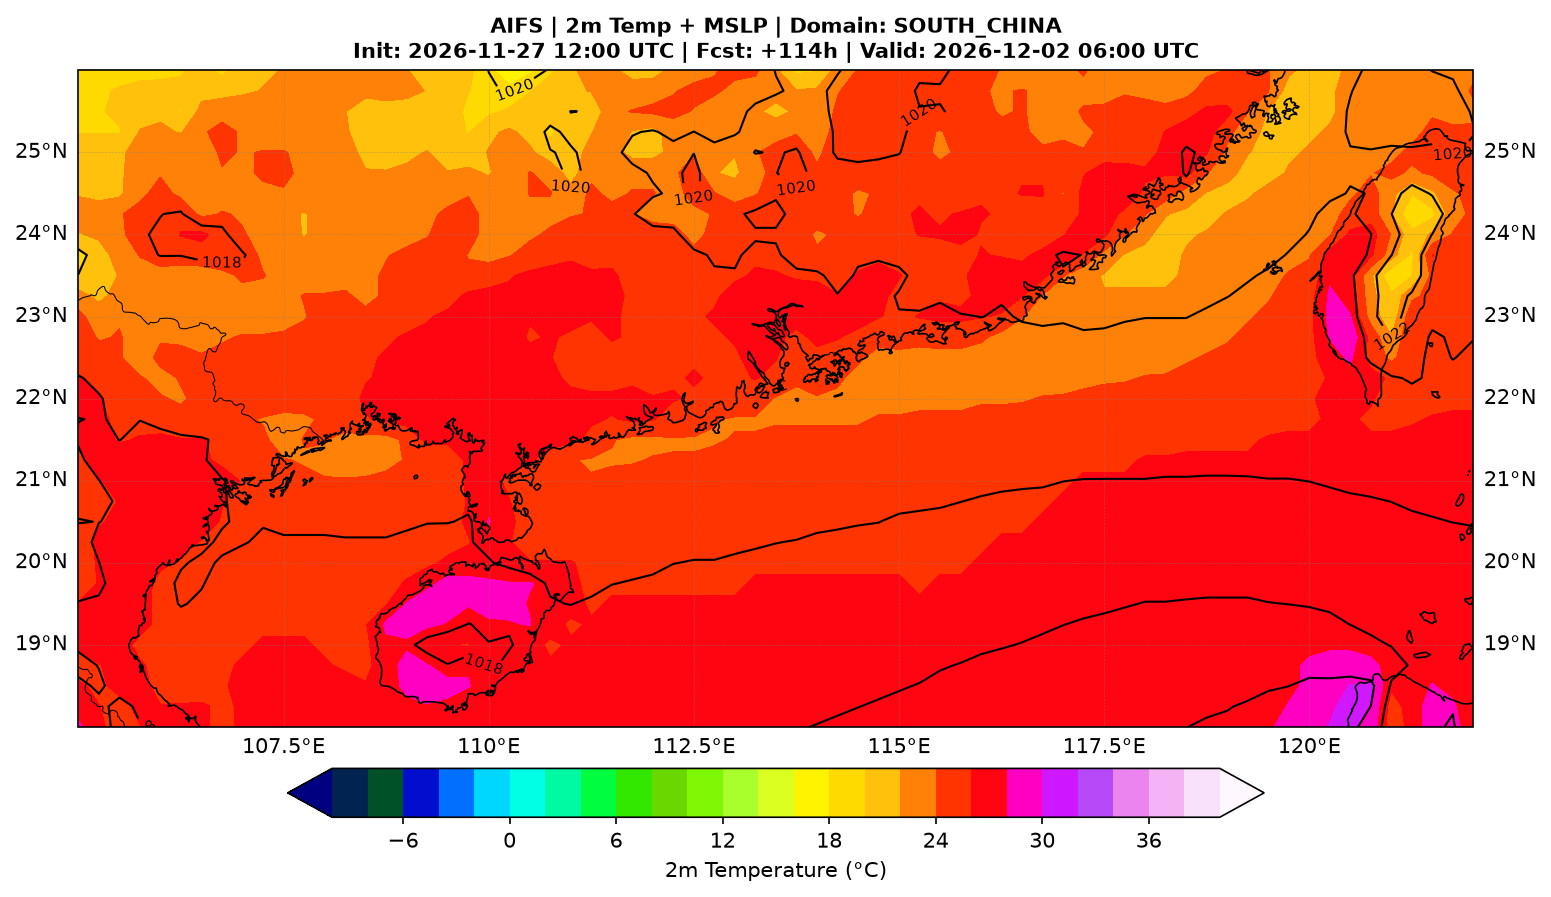 AIFS | 2m Temp + MSLP | Domain: SOUTH_CHINA
Init: 2026-11-27 12:00 UTC | Fcst: +114h | Valid: 2026-12-02 06:00 UTC
1020
1020
1020
1020
1020
1020
1018
1022
1018
25°N
24°N
23°N
22°N
21°N
20°N
19°N
25°N
24°N
23°N
22°N
21°N
20°N
19°N
107.5°E 110°E 112.5°E 115°E 117.5°E 120°E
−6 0 6 12 18 24 30 36
2m Temperature (°C)